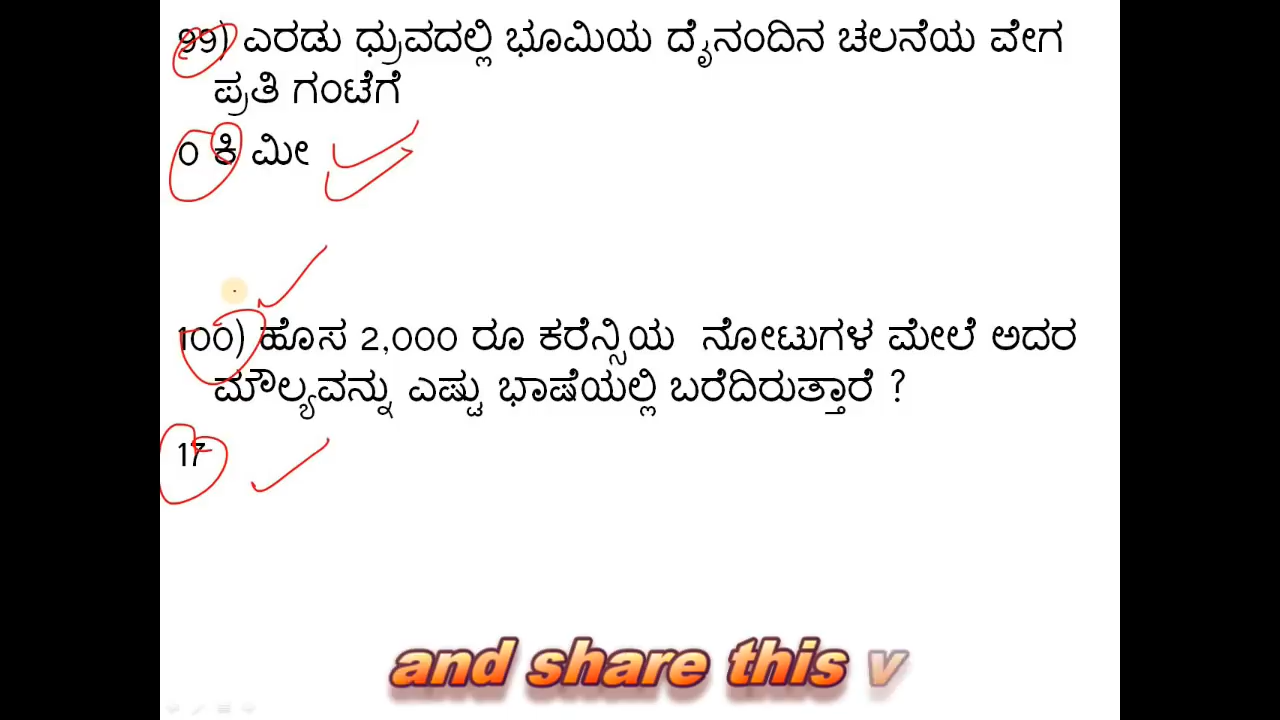 99) ಎರಡು ಧ್ರುವದಲ್ಲಿ ಭೂಮಿಯ ದೈನಂದಿನ ಚಲನೆಯ ವೇಗ
ಪ್ರತಿ ಗಂಟೆಗೆ
0 ಕಿ ಮೀ
100) ಹೊಸ 2,000 ರೂ ಕರೆನ್ಸಿಯ ನೋಟುಗಳ ಮೇಲೆ ಅದರ
ಮೌಲ್ಯವನ್ನು ಎಷ್ಟು ಭಾಷೆಯಲ್ಲಿ ಬರೆದಿರುತ್ತಾರೆ ?
17
and share this v